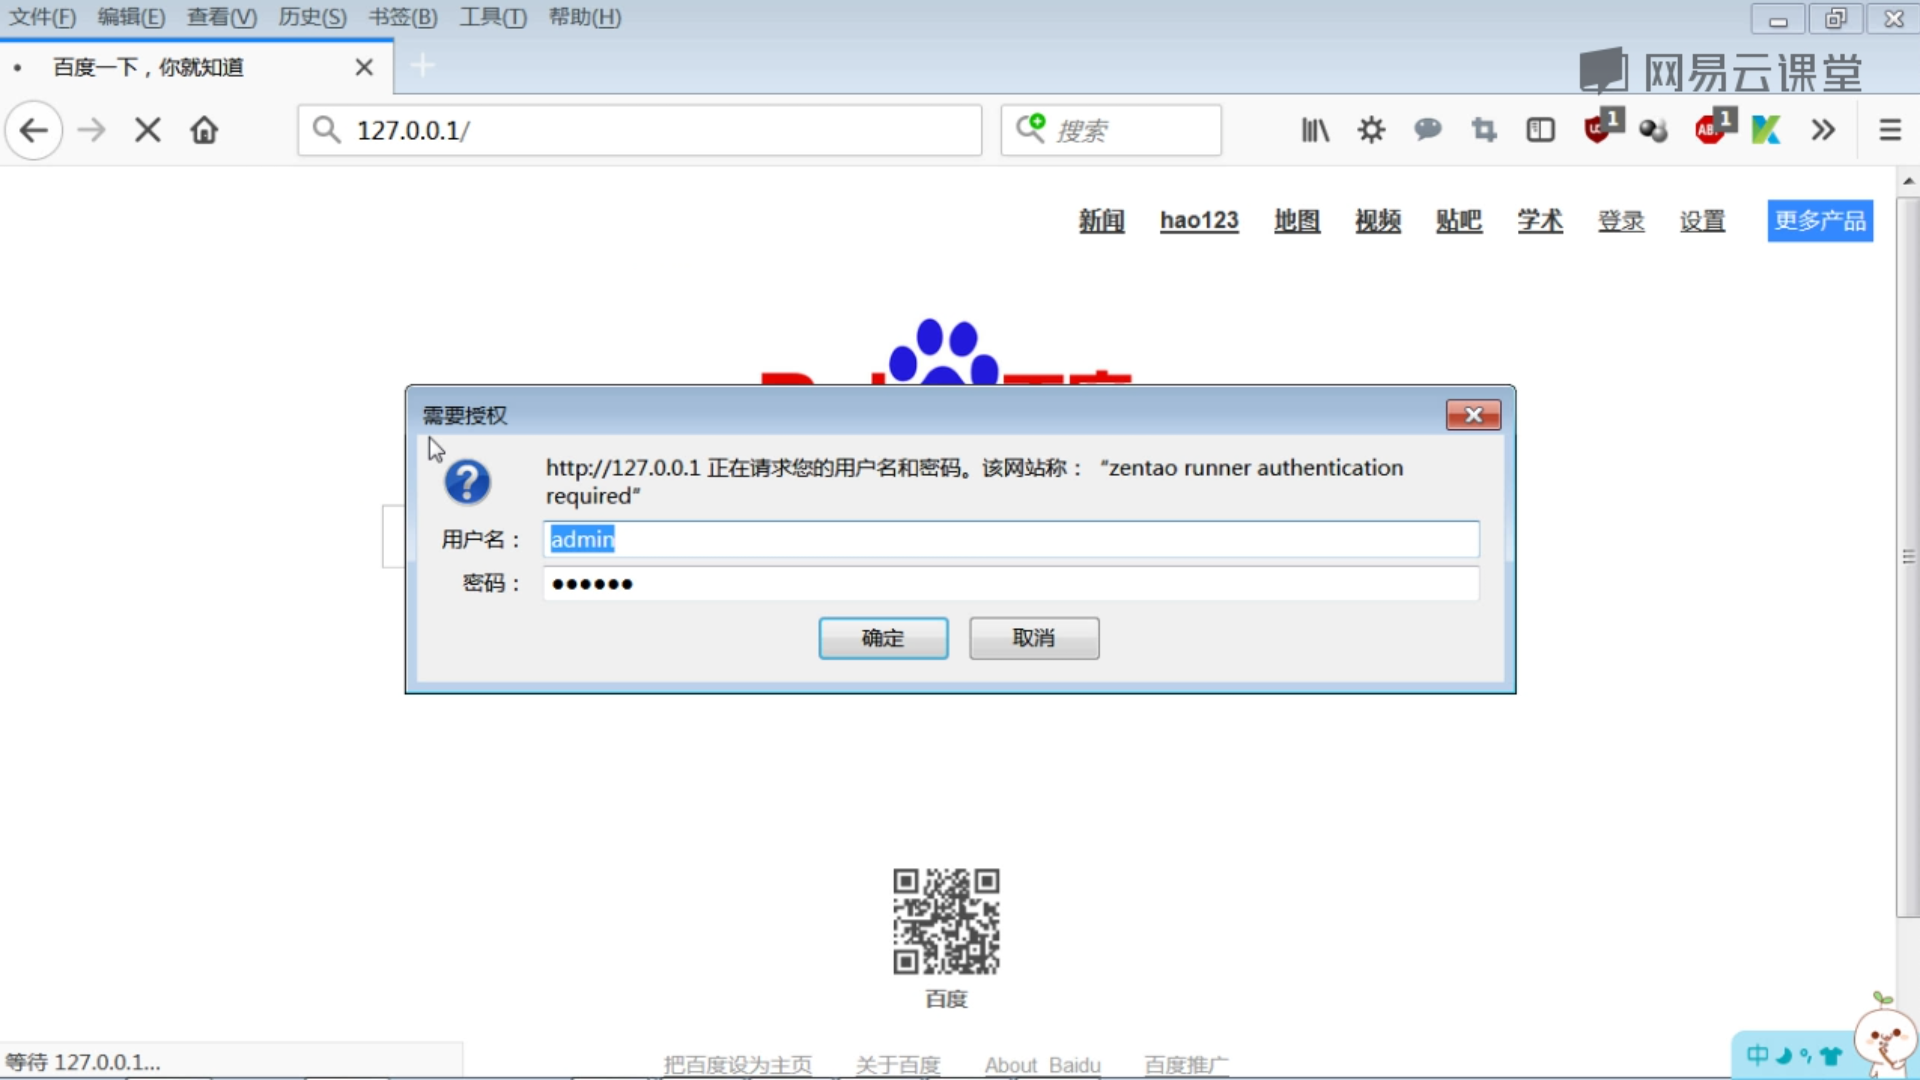 文件(F) 编辑(E) 查看(V) 历史(S) 书签(B) 工具(T) 帮助(H)
百度一下，你就知道
网易云课堂
127.0.0.1/
搜索
1
1
新闻 hao123 地图 视频 贴吧 学术 登录 设置 更多产品
需要授权
http://127.0.0.1 正在请求您的用户名和密码。该网站称： “zentao runner authentication
required”
用户名： admin
密码： ●●●●●●
确定 取消
百度
等待 127.0.0.1...
把百度设为主页 关于百度 About Baidu 百度推广
中